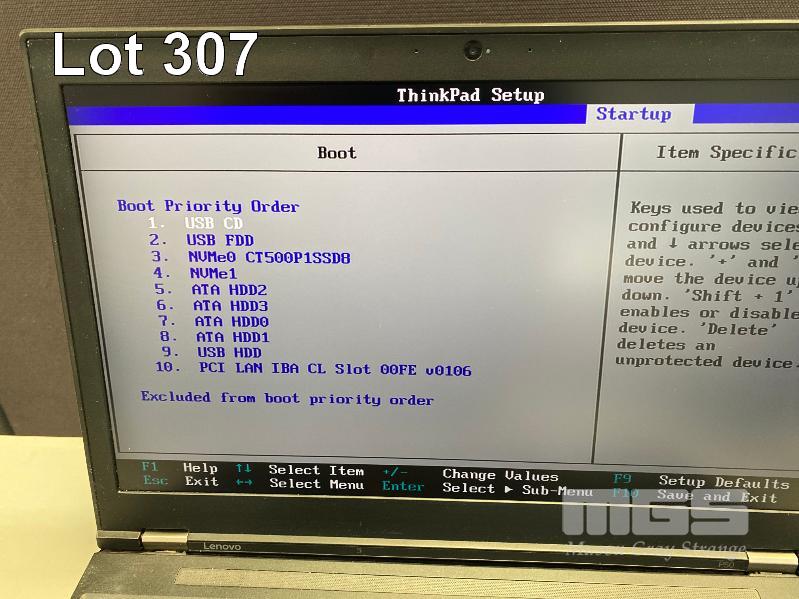 Lot 307
ThinkPad Setup
Startup
Boot
Item Specific
Boot Priority Order
1. USB CD
2. USB FDD
3. NVMe0 CT500P1SSD8
4. NVMe1
5. ATA HDD2
6. ATA HDD3
7. ATA HDD0
8. ATA HDD1
9. USB HDD
10. PCI LAN IBA CL Slot 00FE v0106
Excluded from boot priority order
Keys used to vie
configure devices
and ↓ arrows sele
device. '+' and '
move the device up
down. 'Shift + 1'
enables or disable
device. 'Delete'
deletes an
unprotected device.
F1 Help ↑↓ Select Item +/- Change Values F9 Setup Defaults
Esc Exit ←→ Select Menu Enter Select ▶ Sub-Menu F10 Save and Exit
MGS
Maven Gray Strange
Lenovo
P50